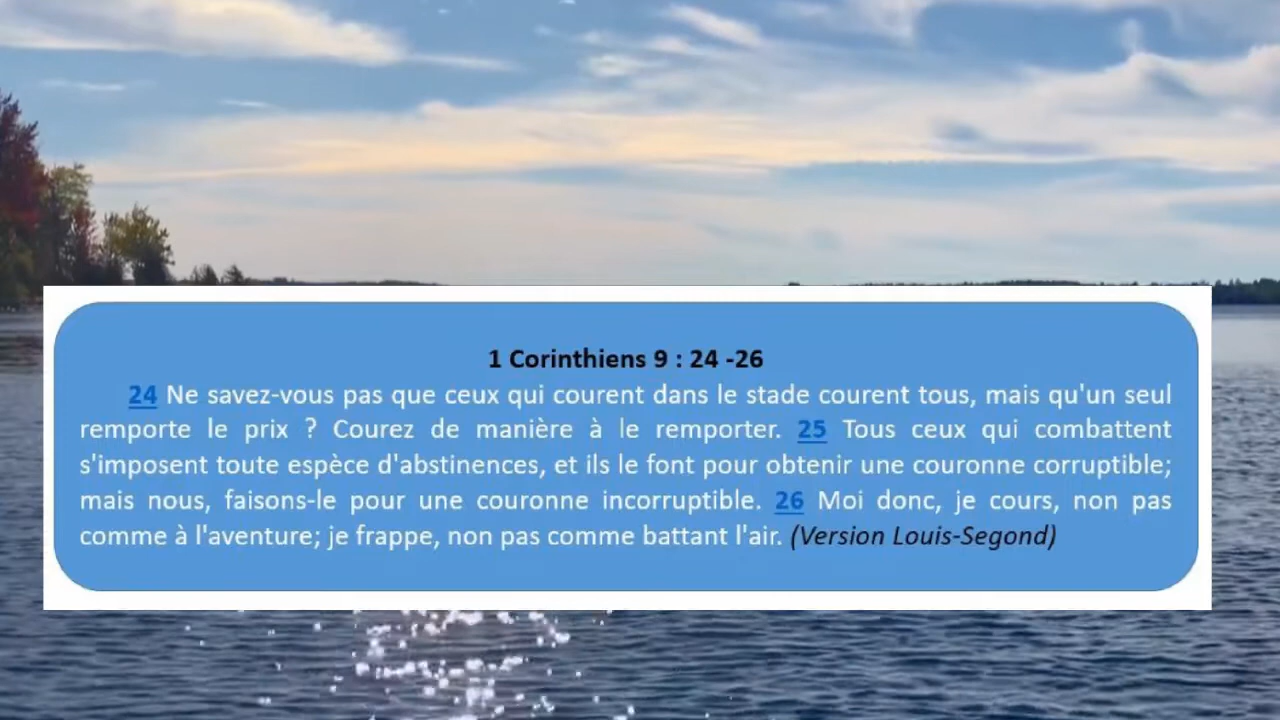 1 Corinthiens 9 : 24 -26
24 Ne savez-vous pas que ceux qui courent dans le stade courent tous, mais qu'un seul
remporte le prix ? Courez de manière à le remporter. 25 Tous ceux qui combattent
s'imposent toute espèce d'abstinences, et ils le font pour obtenir une couronne corruptible;
mais nous, faisons-le pour une couronne incorruptible. 26 Moi donc, je cours, non pas
comme à l'aventure; je frappe, non pas comme battant l'air. (Version Louis-Segond)